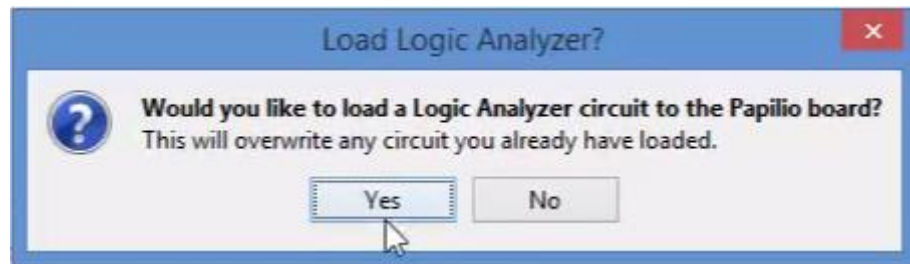 Load Logic Analyzer?
Would you like to load a Logic Analyzer circuit to the Papilio board?
This will overwrite any circuit you already have loaded.
Yes No